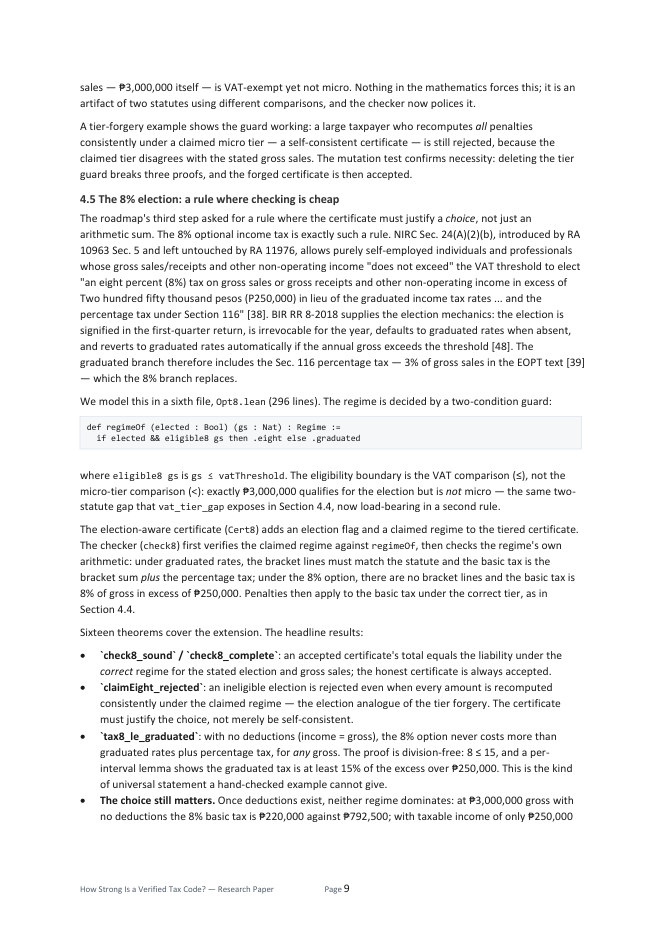 sales — ₱3,000,000 itself — is VAT-exempt yet not micro. Nothing in the mathematics forces this; it is an
artifact of two statutes using different comparisons, and the checker now polices it.
A tier-forgery example shows the guard working: a large taxpayer who recomputes all penalties
consistently under a claimed micro tier — a self-consistent certificate — is still rejected, because the
claimed tier disagrees with the stated gross sales. The mutation test confirms necessity: deleting the tier
guard breaks three proofs, and the forged certificate is then accepted.
4.5 The 8% election: a rule where checking is cheap
The roadmap's third step asked for a rule where the certificate must justify a choice, not just an
arithmetic sum. The 8% optional income tax is exactly such a rule. NIRC Sec. 24(A)(2)(b), introduced by RA
10963 Sec. 5 and left untouched by RA 11976, allows purely self-employed individuals and professionals
whose gross sales/receipts and other non-operating income "does not exceed" the VAT threshold to elect
"an eight percent (8%) tax on gross sales or gross receipts and other non-operating income in excess of
Two hundred fifty thousand pesos (P250,000) in lieu of the graduated income tax rates ... and the
percentage tax under Section 116" [38]. BIR RR 8-2018 supplies the election mechanics: the election is
signified in the first-quarter return, is irrevocable for the year, defaults to graduated rates when absent,
and reverts to graduated rates automatically if the annual gross exceeds the threshold [48]. The
graduated branch therefore includes the Sec. 116 percentage tax — 3% of gross sales in the EOPT text [39]
— which the 8% branch replaces.
We model this in a sixth file, Opt8.lean (296 lines). The regime is decided by a two-condition guard:
def regimeOf (elected : Bool) (gs : Nat) : Regime :=
  if elected && eligible8 gs then .eight else .graduated
where eligible8 gs is gs ≤ vatThreshold. The eligibility boundary is the VAT comparison (≤), not the
micro-tier comparison (<): exactly ₱3,000,000 qualifies for the election but is not micro — the same two-
statute gap that vat_tier_gap exposes in Section 4.4, now load-bearing in a second rule.
The election-aware certificate (Cert8) adds an election flag and a claimed regime to the tiered certificate.
The checker (check8) first verifies the claimed regime against regimeOf, then checks the regime's own
arithmetic: under graduated rates, the bracket lines must match the statute and the basic tax is the
bracket sum plus the percentage tax; under the 8% option, there are no bracket lines and the basic tax is
8% of gross in excess of ₱250,000. Penalties then apply to the basic tax under the correct tier, as in
Section 4.4.
Sixteen theorems cover the extension. The headline results:
• `check8_sound` / `check8_complete`: an accepted certificate's total equals the liability under the
correct regime for the stated election and gross sales; the honest certificate is always accepted.
• `claimEight_rejected`: an ineligible election is rejected even when every amount is recomputed
consistently under the claimed regime — the election analogue of the tier forgery. The certificate
must justify the choice, not merely be self-consistent.
• `tax8_le_graduated`: with no deductions (income = gross), the 8% option never costs more than
graduated rates plus percentage tax, for any gross. The proof is division-free: 8 ≤ 15, and a per-
interval lemma shows the graduated tax is at least 15% of the excess over ₱250,000. This is the kind
of universal statement a hand-checked example cannot give.
• The choice still matters. Once deductions exist, neither regime dominates: at ₱3,000,000 gross with
no deductions the 8% basic tax is ₱220,000 against ₱792,500; with taxable income of only ₱250,000
How Strong Is a Verified Tax Code? — Research Paper Page 9